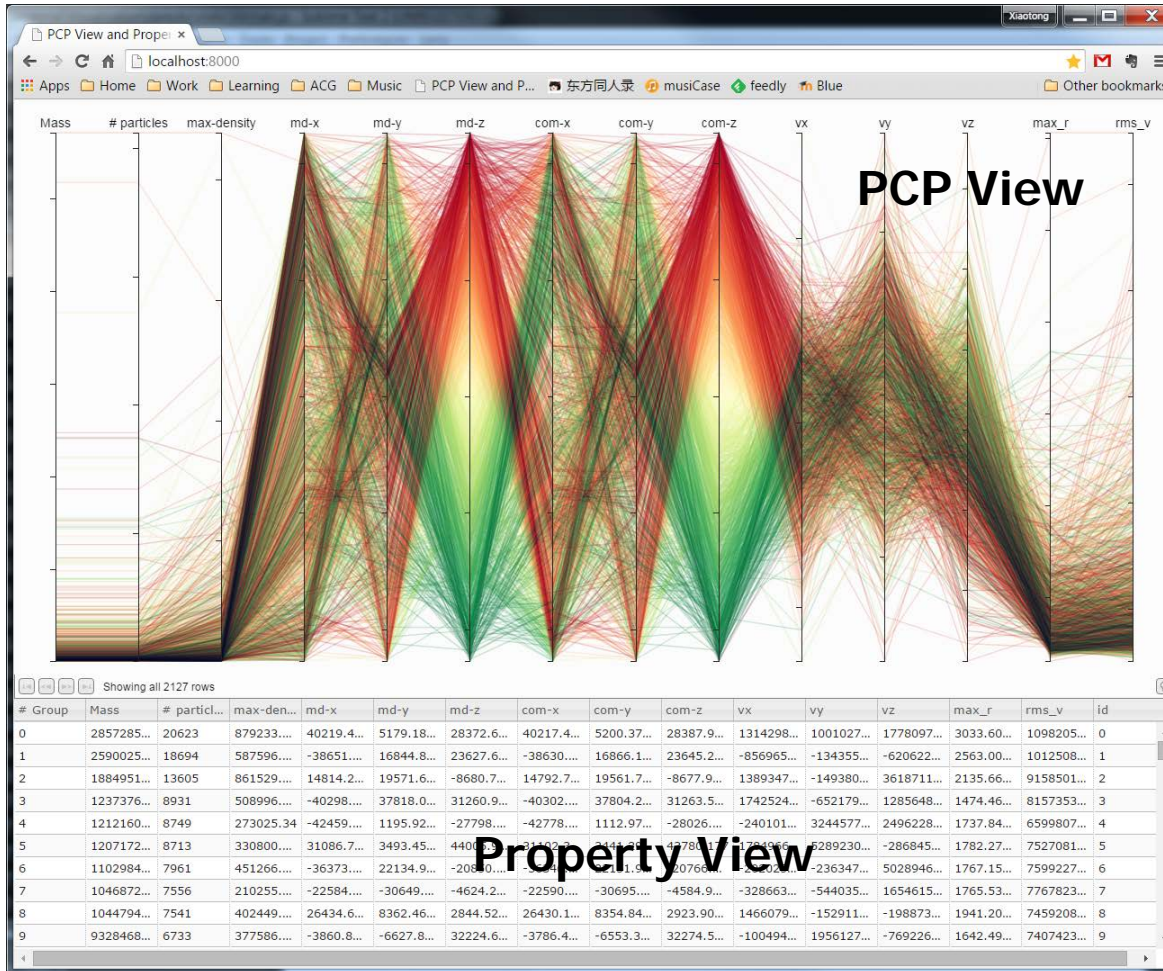 Xiaotong
PCP View and Proper
localhost:8000
Apps Home Work Learning ACG Music PCP View and P... 东方同人录 musiCase feedly Blue Other bookmarks
Mass # particles max-density md-x md-y md-z com-x com-y com-z vx vy vz max_r rms_v
PCP View
Showing all 2127 rows
# Group Mass # particl... max-den... md-x md-y md-z com-x com-y com-z vx vy vz max_r rms_v id
0 2857285... 20623 879233.... 40219.4... 5179.18... 28372.6... 40217.4... 5200.37... 28387.9... 1314298... 1001027... 1778097... 3033.60... 1098205... 0
1 2590025... 18694 587596.... -38651.... 16844.8... 23627.6... -38630.... 16866.1... 23645.2... -856965... -134355... -620622... 2563.00... 1012508... 1
2 1884951... 13605 861529.... 14814.2... 19571.6... -8680.7... 14792.7... 19561.7... -8677.9... 1389347... -149380... 3618711... 2135.66... 9158501... 2
3 1237376... 8931 508996.... -40298.... 37818.0... 31260.9... -40302.... 37804.2... 31263.5... 1742524... -652179... 1285648... 1474.46... 8157353... 3
4 1212160... 8749 273025.34 -42459.... 1195.92... -27798.... -42778.... 1112.97... -28026.... -240101... 3244577... 2496228... 1737.84... 6599807... 4
5 1207172... 8713 330800.... 31086.7... 3493.45... 5289230... -286845... 1782.27... 7527081... 5
Property View
6 1102984... 7961 451266.... -36373.... 22134.9... -236347... 5028946... 1767.15... 7599227... 6
7 1046872... 7556 210255.... -22584.... -30649.... -4624.2... -22590.... -30695.... -4584.9... -328663... -544035... 1654615... 1765.53... 7767823... 7
8 1044794... 7541 402449.... 26434.6... 8362.46... 2844.52... 26430.1... 8354.84... 2923.90... 1466079... -152911... -198873... 1941.20... 7459208... 8
9 9328468... 6733 377586.... -3860.8... -6627.8... 32224.6... -3786.4... -6553.3... 32274.5... -100494... 1956127... -769226... 1642.49... 7407423... 9